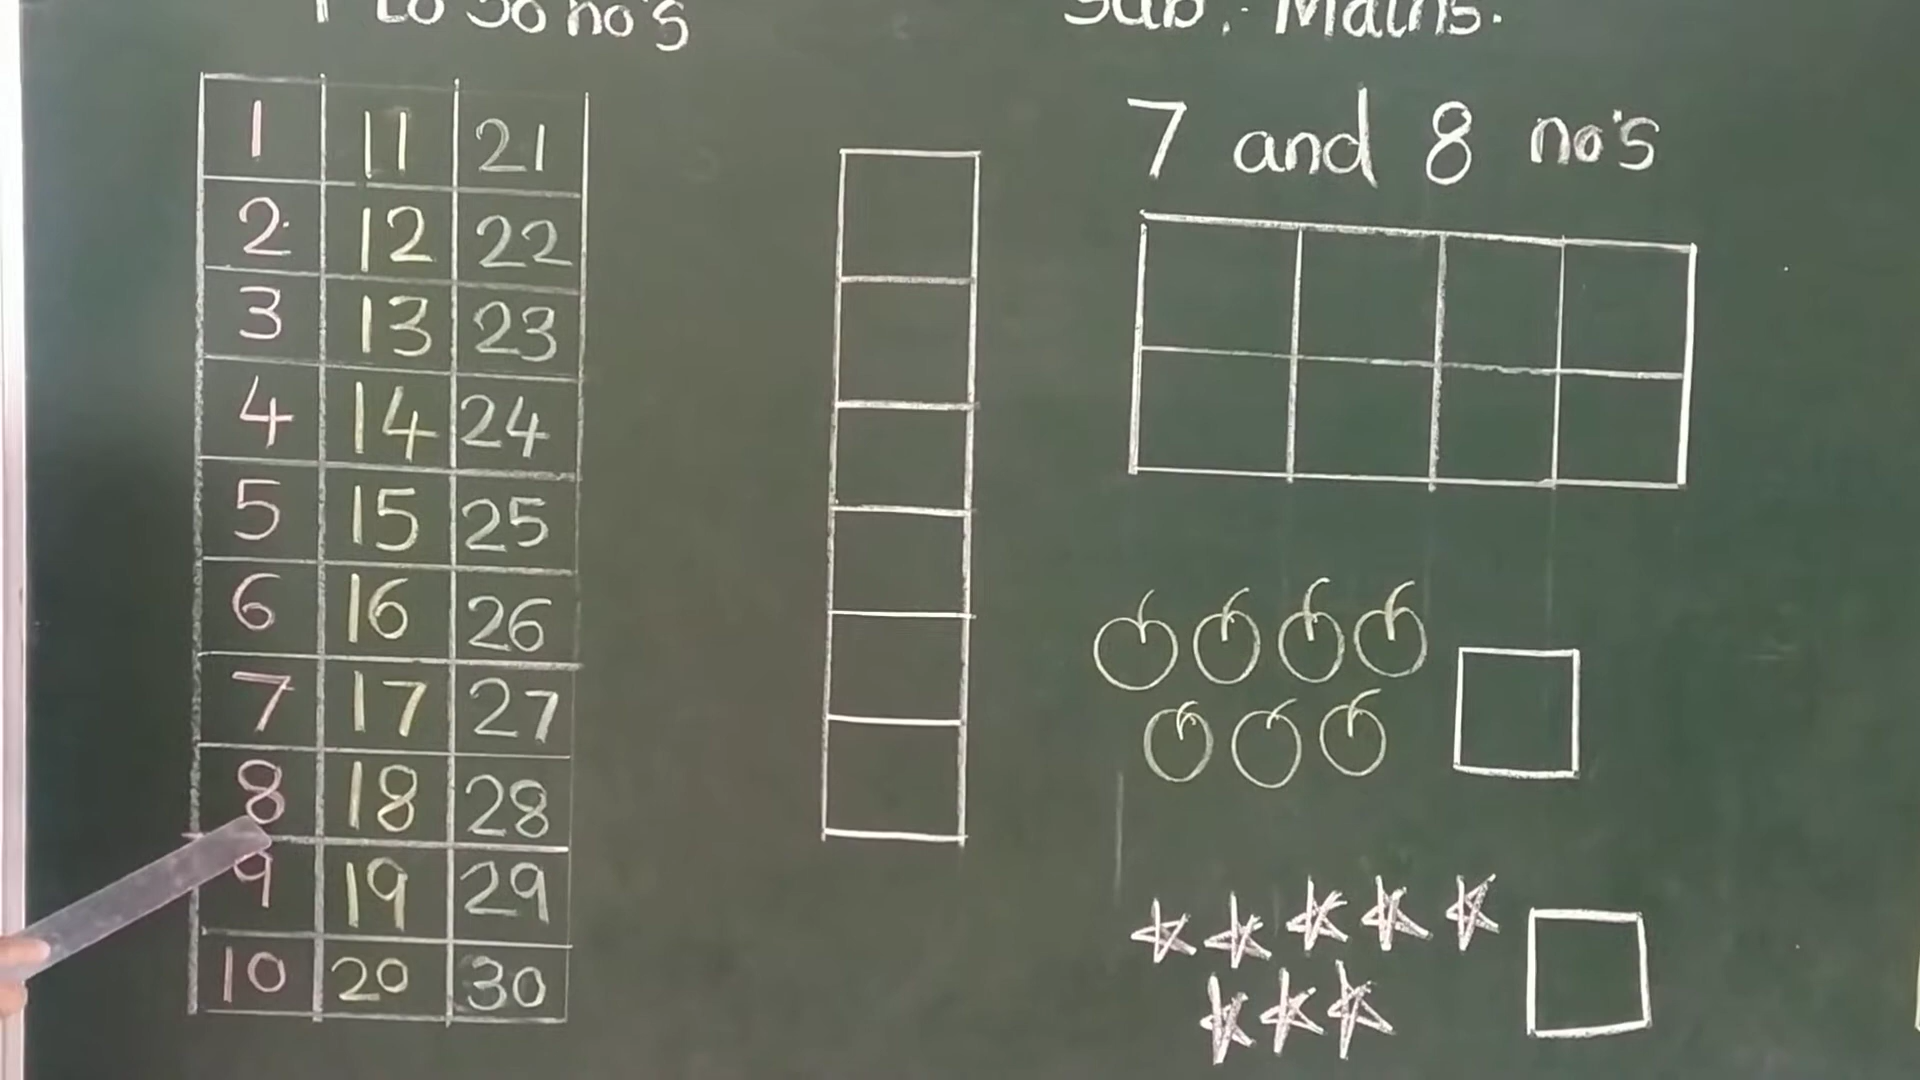 1 to 30 no's
Sub. : Maths.
7 and 8 no's
1 11 21
2 12 22
3 13 23
4 14 24
5 15 25
6 16 26
7 17 27
8 18 28
9 19 29
10 20 30